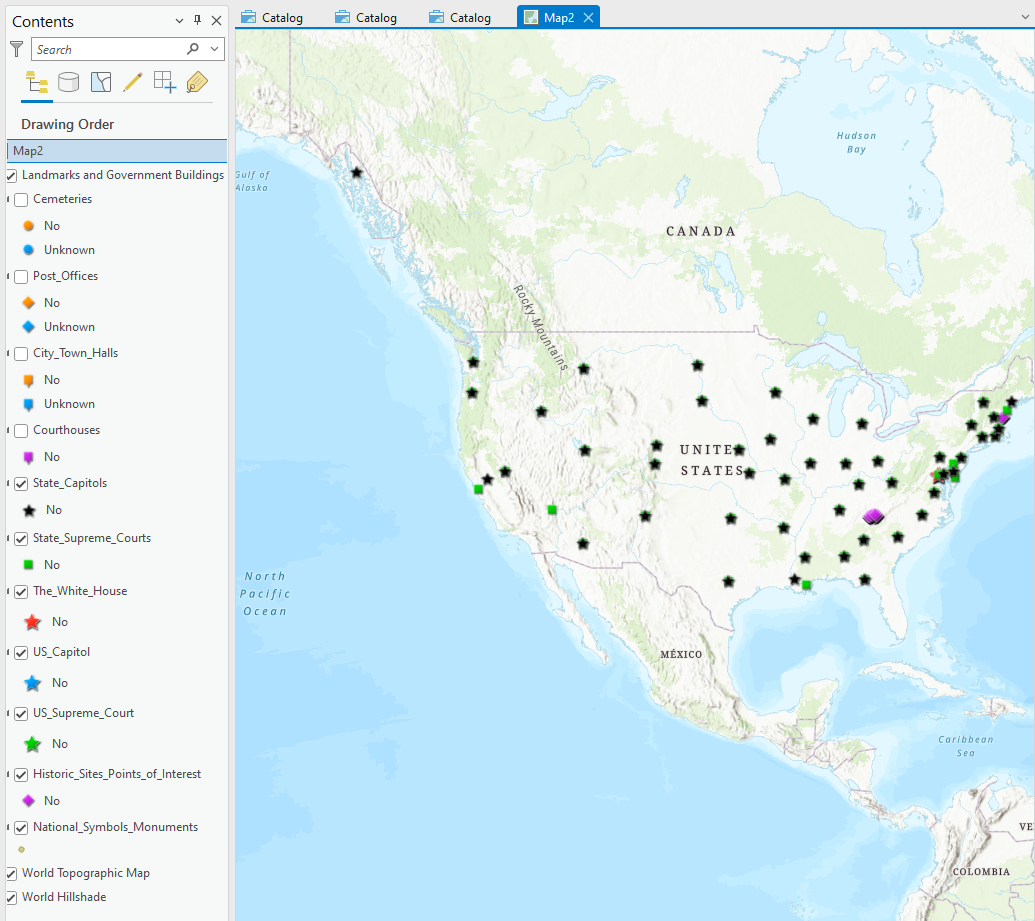 Contents
Search
Drawing Order
Map2
Landmarks and Government Buildings
Cemeteries
No
Unknown
Post_Offices
No
Unknown
City_Town_Halls
No
Unknown
Courthouses
No
State_Capitols
No
State_Supreme_Courts
No
The_White_House
No
US_Capitol
No
US_Supreme_Court
No
Historic_Sites_Points_of_Interest
No
National_Symbols_Monuments
World Topographic Map
World Hillshade
Catalog
Catalog
Catalog
Map2
Hudson
Bay
Gulf of
Alaska
CANADA
Rocky Mountains
UNITE
STATES
North
Pacific
Ocean
MÉXICO
Caribbean
Sea
VE
COLOMBIA